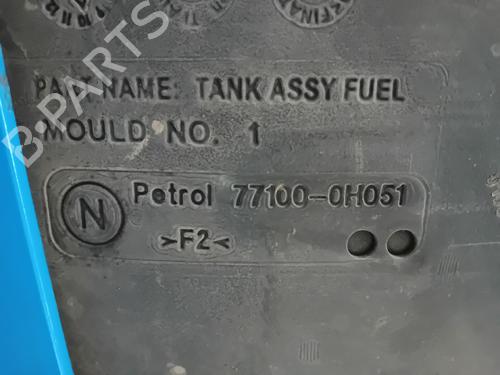 PART NAME: TANK ASSY FUEL
MOULD NO. 1
N
Petrol 77100-0H051
>F2<
B-PARTS